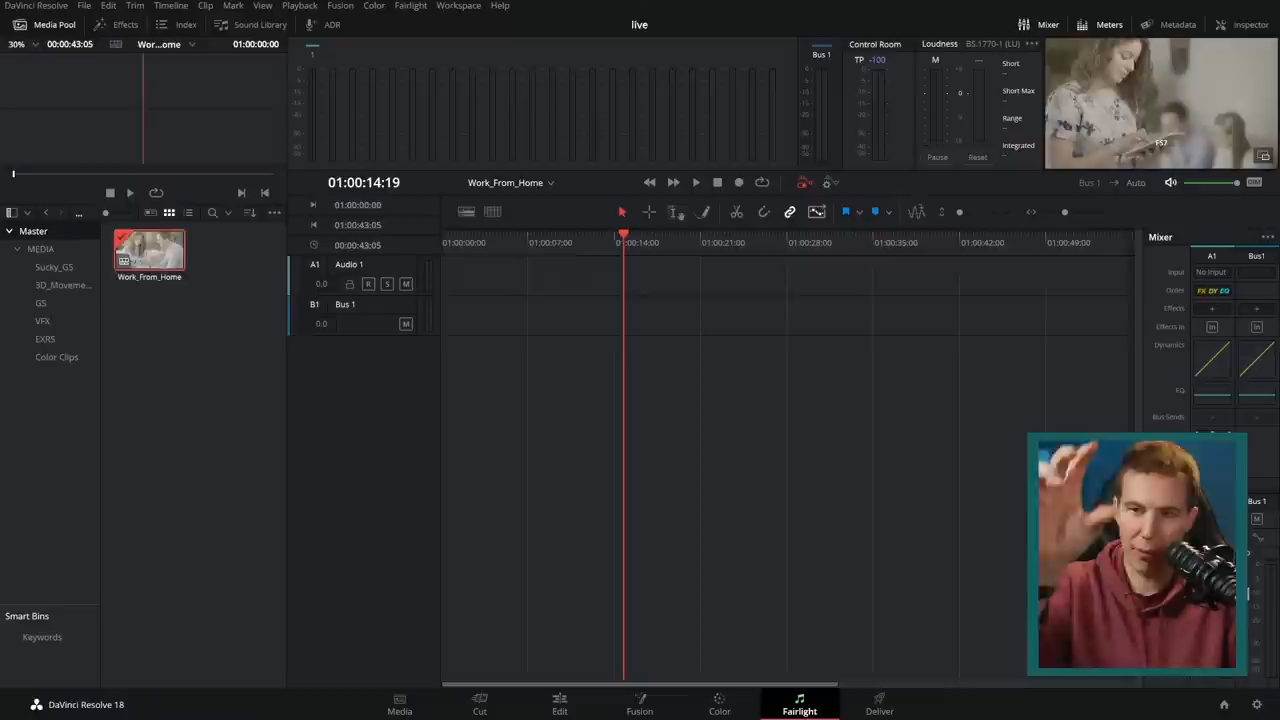 DaVinci Resolve File Edit Trim Timeline Clip Mark View Playback Fusion Color Fairlight Workspace Help
Media Pool Effects Index Sound Library ADR live Mixer Meters Metadata Inspector
30% 00:00:43:05 Wor...ome 01:00:00:00
1
Bus 1
Control Room
TP -100
Loudness BS.1770-1 (LU)
M
0
Short
Short Max
Range
Integrated
Pause Reset
FS7
01:00:14:19 Work_From_Home Bus 1 Auto DIM
01:00:00:00
01:00:43:05
00:00:43:05
...
01:00:00:00 01:00:07:00 01:00:14:00 01:00:21:00 01:00:28:00 01:00:35:00 01:00:42:00 01:00:49:00
Master
MEDIA
Sucky_GS
3D_Moveme...
GS
VFX
EXRS
Color Clips
Work_From_Home
A1 Audio 1
0.0 R S M
B1 Bus 1
0.0 M
Mixer
A1 Bus1
Input No Input
Order FX DY EQ
Effects + +
Effects In
Dynamics
EQ
Bus Sends
Bus 1
M
Smart Bins
Keywords
DaVinci Resolve 18
Media Cut Edit Fusion Color Fairlight Deliver